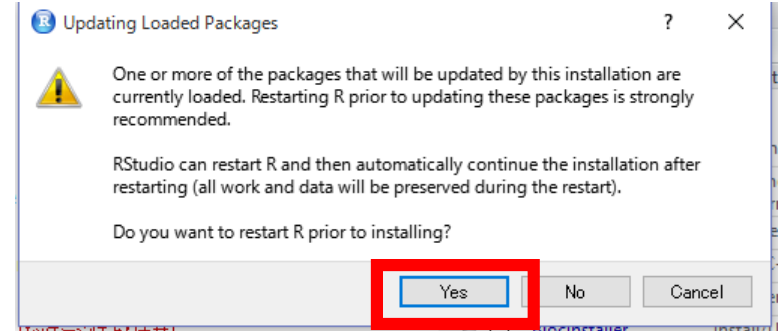 R Updating Loaded Packages ?
One or more of the packages that will be updated by this installation are
currently loaded. Restarting R prior to updating these packages is strongly
recommended.
RStudio can restart R and then automatically continue the installation after
restarting (all work and data will be preserved during the restart).
Do you want to restart R prior to installing?
Yes No Cancel